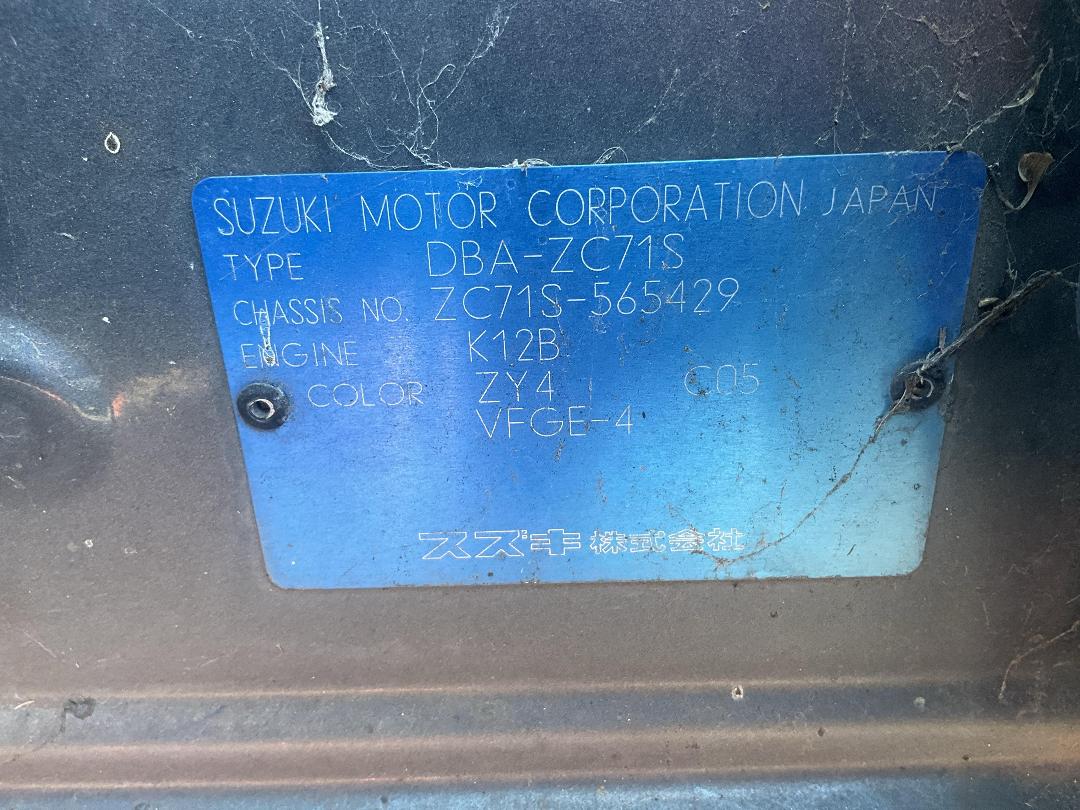 SUZUKI MOTOR CORPORATION JAPAN
TYPE DBA-ZC71S
CHASSIS NO. ZC71S-565429
ENGINE K12B
COLOR ZY4 C05
VFGE-4
スズキ株式会社